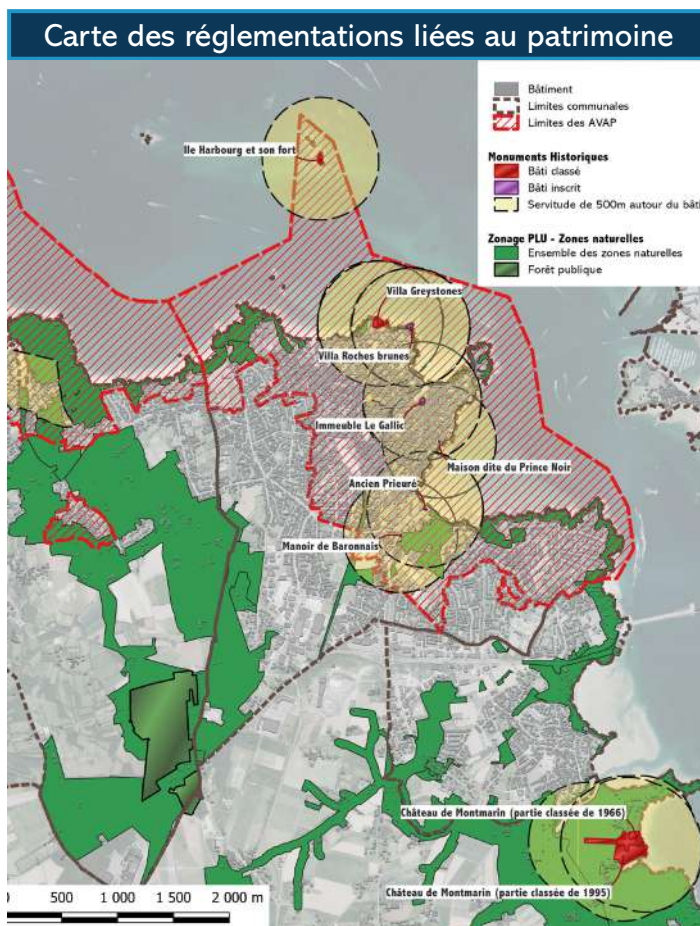 Carte des réglementations liées au patrimoine
Bâtiment
Limites communales
Limites des AVAP
Monuments Historiques
Bâti classé
Bâti inscrit
Servitude de 500m autour du bâti
Zonage PLU - Zones naturelles
Ensemble des zones naturelles
Forêt publique
Ile Harbourg et son fort
Villa Greystones
Villa Roches brunes
Immeuble Le Gallic
Maison dite du Prince Noir
Ancien Prieuré
Manoir de Baronnais
Château de Montmarin (partie classée de 1966)
Château de Montmarin (partie classée de 1995)
0 500 1 000 1 500 2 000 m